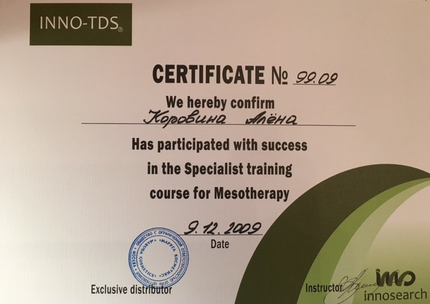 INNO-TDS®
CERTIFICATE № 99.09
We hereby confirm
Коровина Алёна
Has participated with success
in the Specialist training
course for Mesotherapy
9.12.2009
Date
Exclusive distributor
Instructor
inno
innosearch